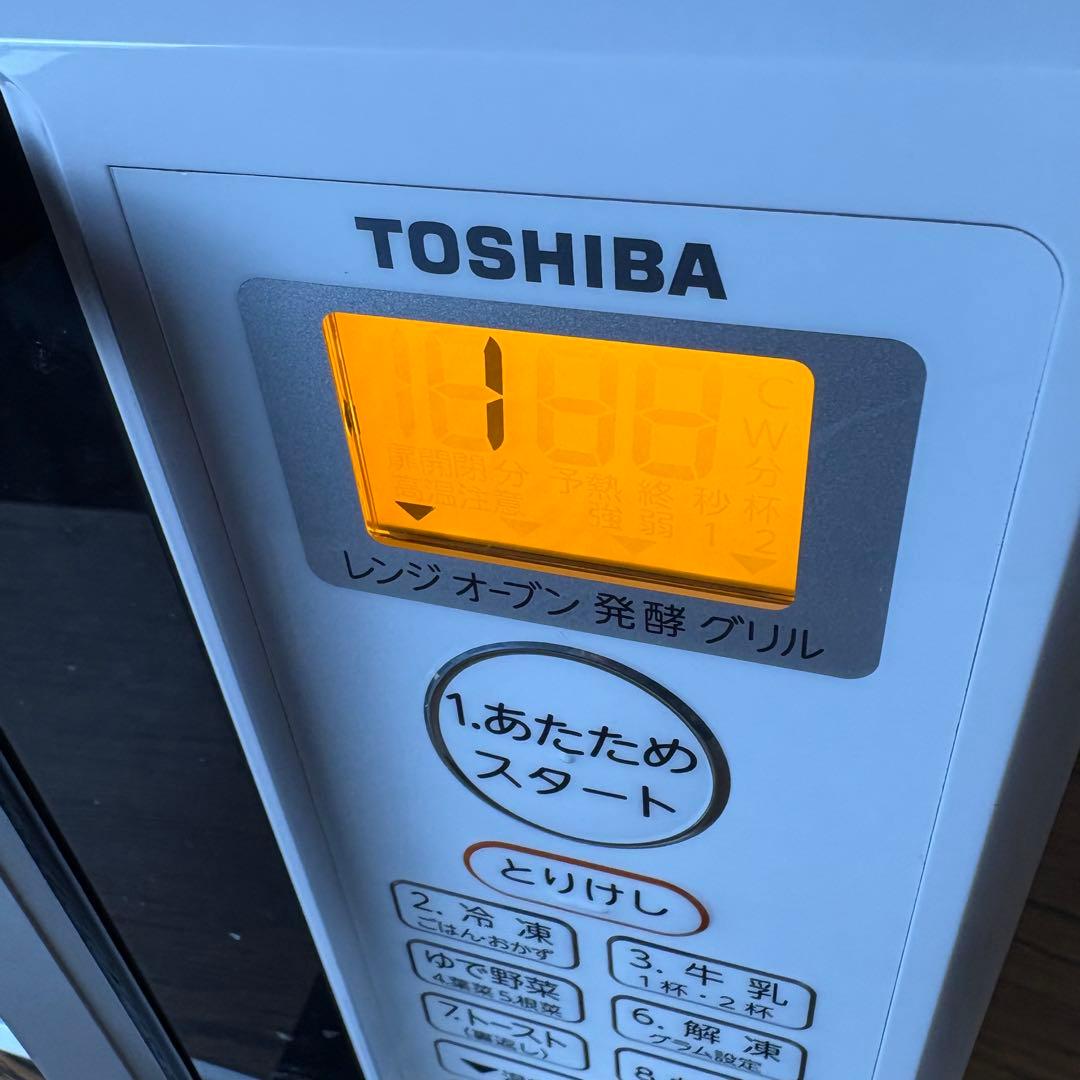 TOSHIBA
1
℃
W
分
扉開閉分 予熱 終 秒 杯
高温注意 強 弱 1 2
レンジ オーブン 発酵 グリル
1.あたため
スタート
とりけし
2. 冷 凍
ごはん・おかず
3. 牛 乳
1杯・2杯
ゆで野菜
4.葉菜 5.根菜
6. 解 凍
グラム設定
7.トースト
(裏返し)
8.